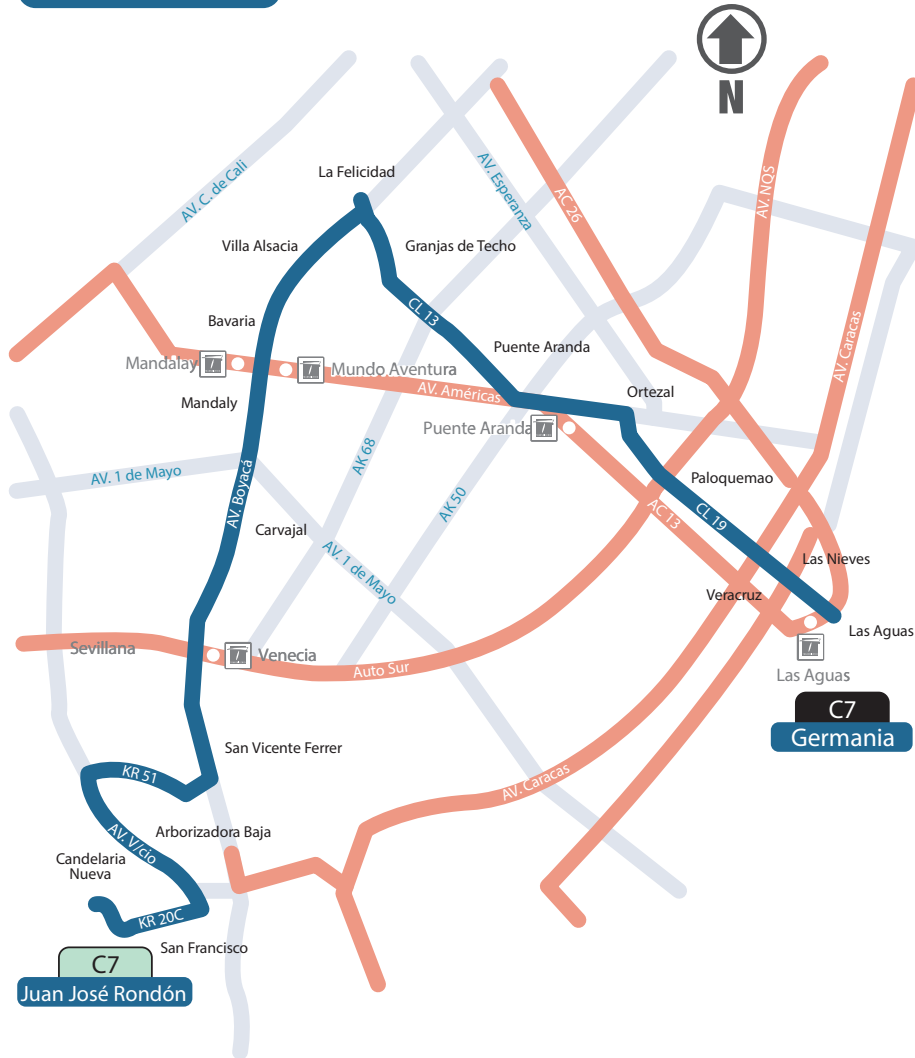 N
La Felicidad
AV. C. de Cali
AV. Esperanza
AC 26
AV. NQS
Villa Alsacia
Granjas de Techo
Bavaria
CL 13
AV. Caracas
Puente Aranda
Mandalay
Mundo Aventura
AV. Américas
Ortezal
Mandaly
Puente Aranda
AK 68
AV. 1 de Mayo
AV. Boyacá
AK 50
Paloquemao
AC 13
CL 19
Carvajal
AV. 1 de Mayo
Las Nieves
Veracruz
Las Aguas
Sevillana
Venecia
Auto Sur
Las Aguas
C7
Germania
San Vicente Ferrer
KR 51
AV. Caracas
AV. V/cio
Arborizadora Baja
Candelaria
Nueva
KR 20C
San Francisco
C7
Juan José Rondón